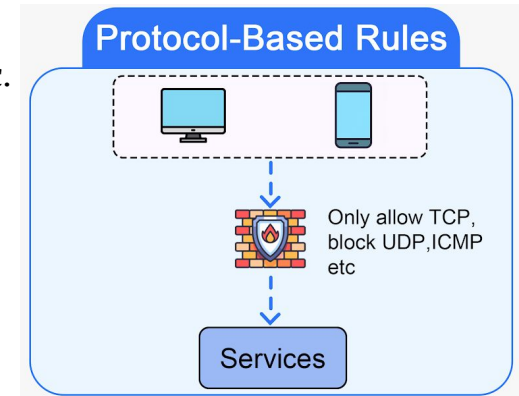 Protocol-Based Rules
Only allow TCP,
block UDP,ICMP
etc
Services